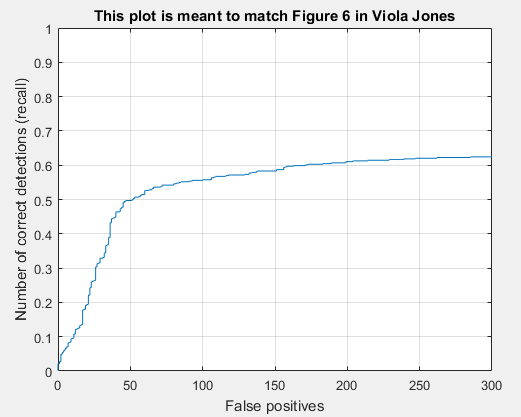 This plot is meant to match Figure 6 in Viola Jones
Number of correct detections (recall)
1
0.9
0.8
0.7
0.6
0.5
0.4
0.3
0.2
0.1
0
0 50 100 150 200 250 300
False positives